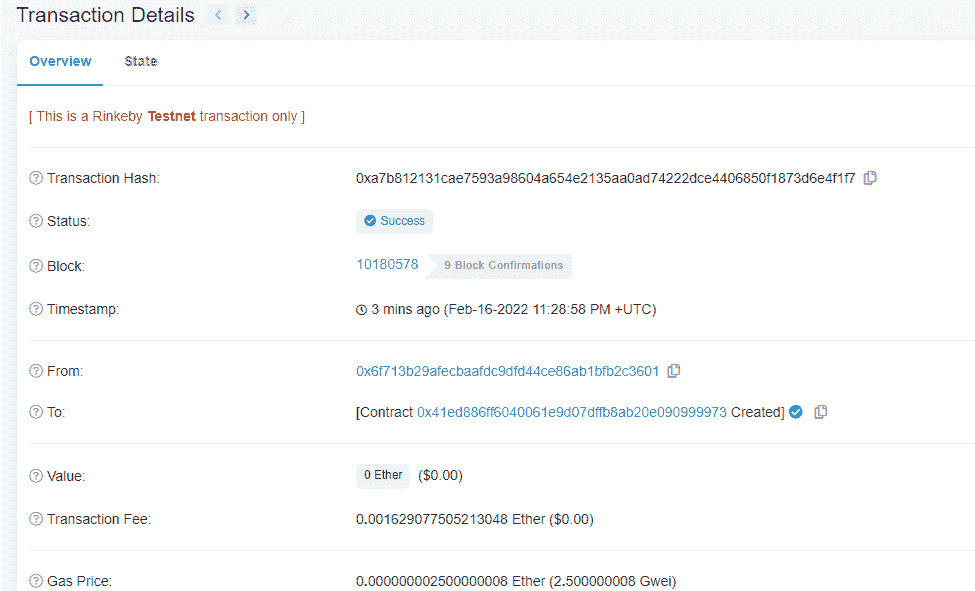 Transaction Details
Overview State
[ This is a Rinkeby Testnet transaction only ]
Transaction Hash: 0xa7b812131cae7593a98604a654e2135aa0ad74222dce4406850f1873d6e4f1f7
Status: Success
Block: 10180578 9 Block Confirmations
Timestamp: 3 mins ago (Feb-16-2022 11:28:58 PM +UTC)
From: 0x6f713b29afecbaafdc9dfd44ce86ab1bfb2c3601
To: [Contract 0x41ed886ff6040061e9d07dffb8ab20e090999973 Created]
Value: 0 Ether ($0.00)
Transaction Fee: 0.001629077505213048 Ether ($0.00)
Gas Price: 0.000000002500000008 Ether (2.500000008 Gwei)